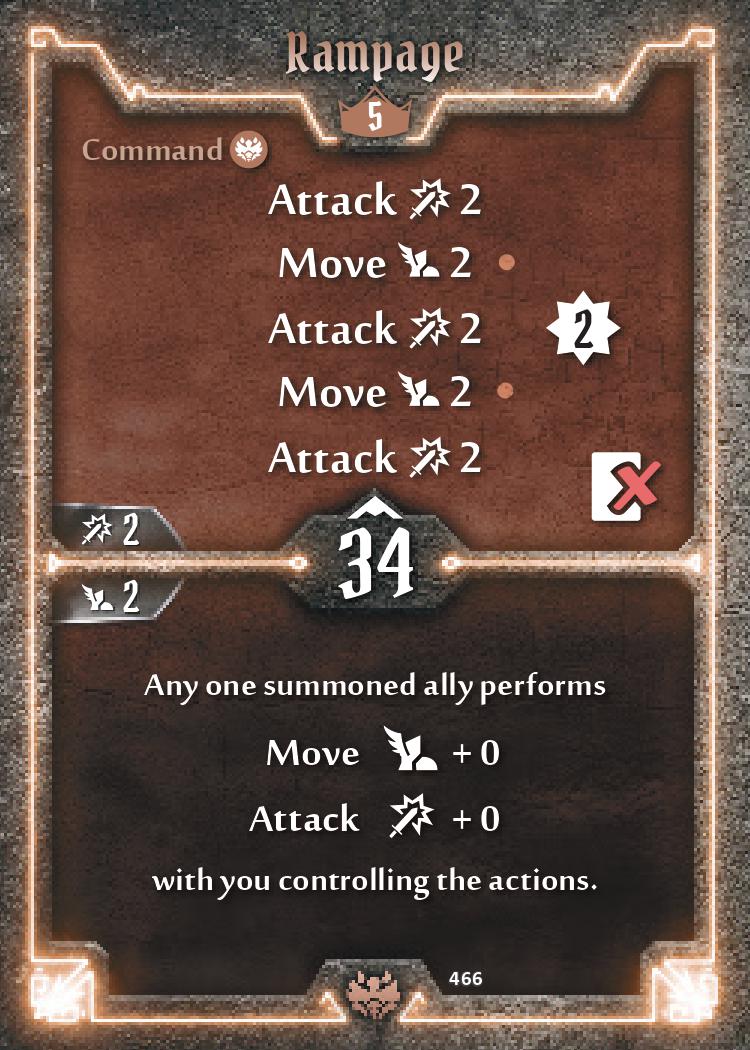 Rampage
5
Command
Attack 2
Move 2
Attack 2
2
Move 2
Attack 2
2
34
2
Any one summoned ally performs
Move + 0
Attack + 0
with you controlling the actions.
466